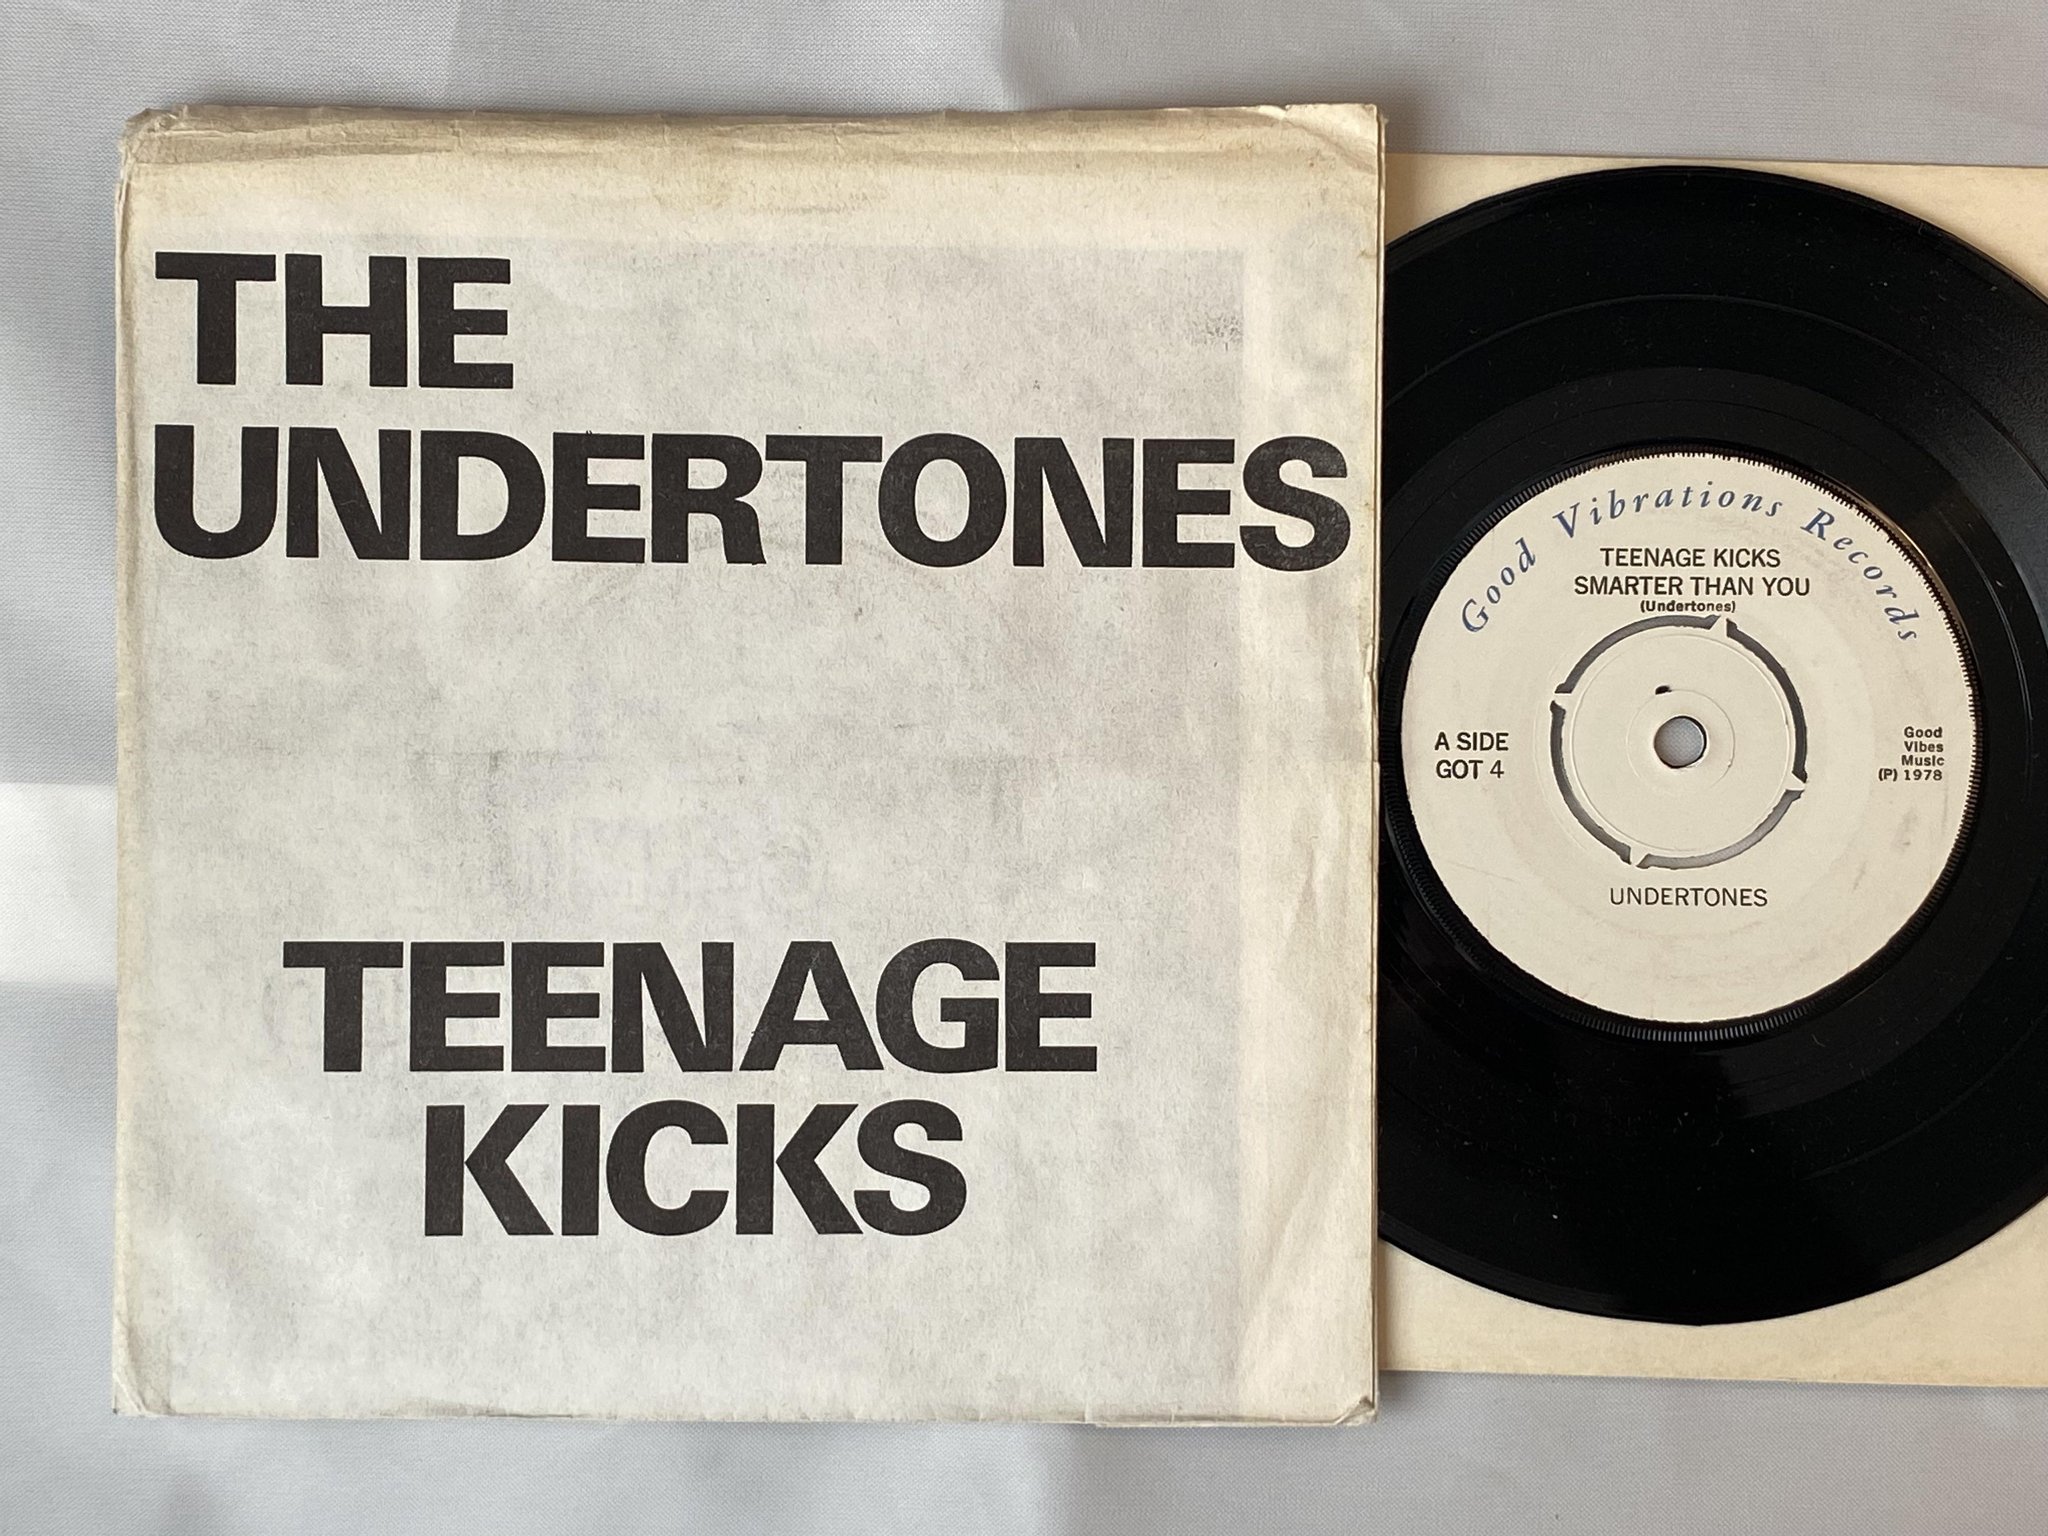 THE
UNDERTONES
TEENAGE
KICKS
Good Vibrations Records
TEENAGE KICKS
SMARTER THAN YOU
(Undertones)
A SIDE
GOT 4
Good
Vibes
Music
(P) 1978
UNDERTONES